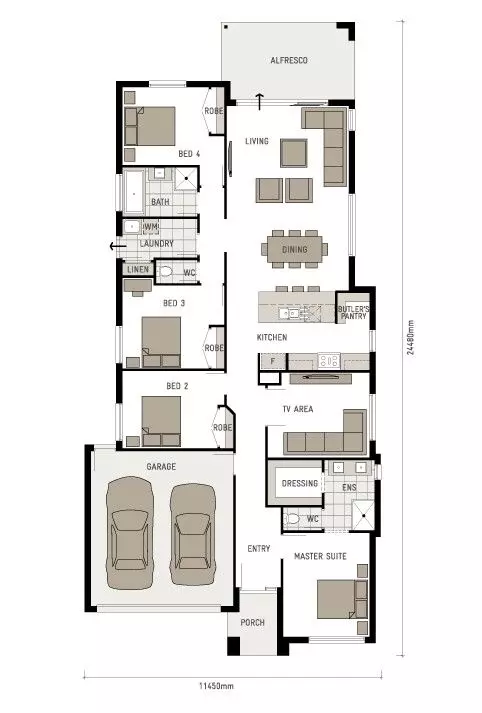 ALFRESCO
ROBE
LIVING
BED 4
BATH
WM
LAUNDRY
DINING
LINEN
WC
BED 3
BUTLER'S
PANTRY
KITCHEN
ROBE
F
24480mm
BED 2
TV AREA
ROBE
GARAGE
DRESSING
ENS
WC
ENTRY
MASTER SUITE
PORCH
11450mm